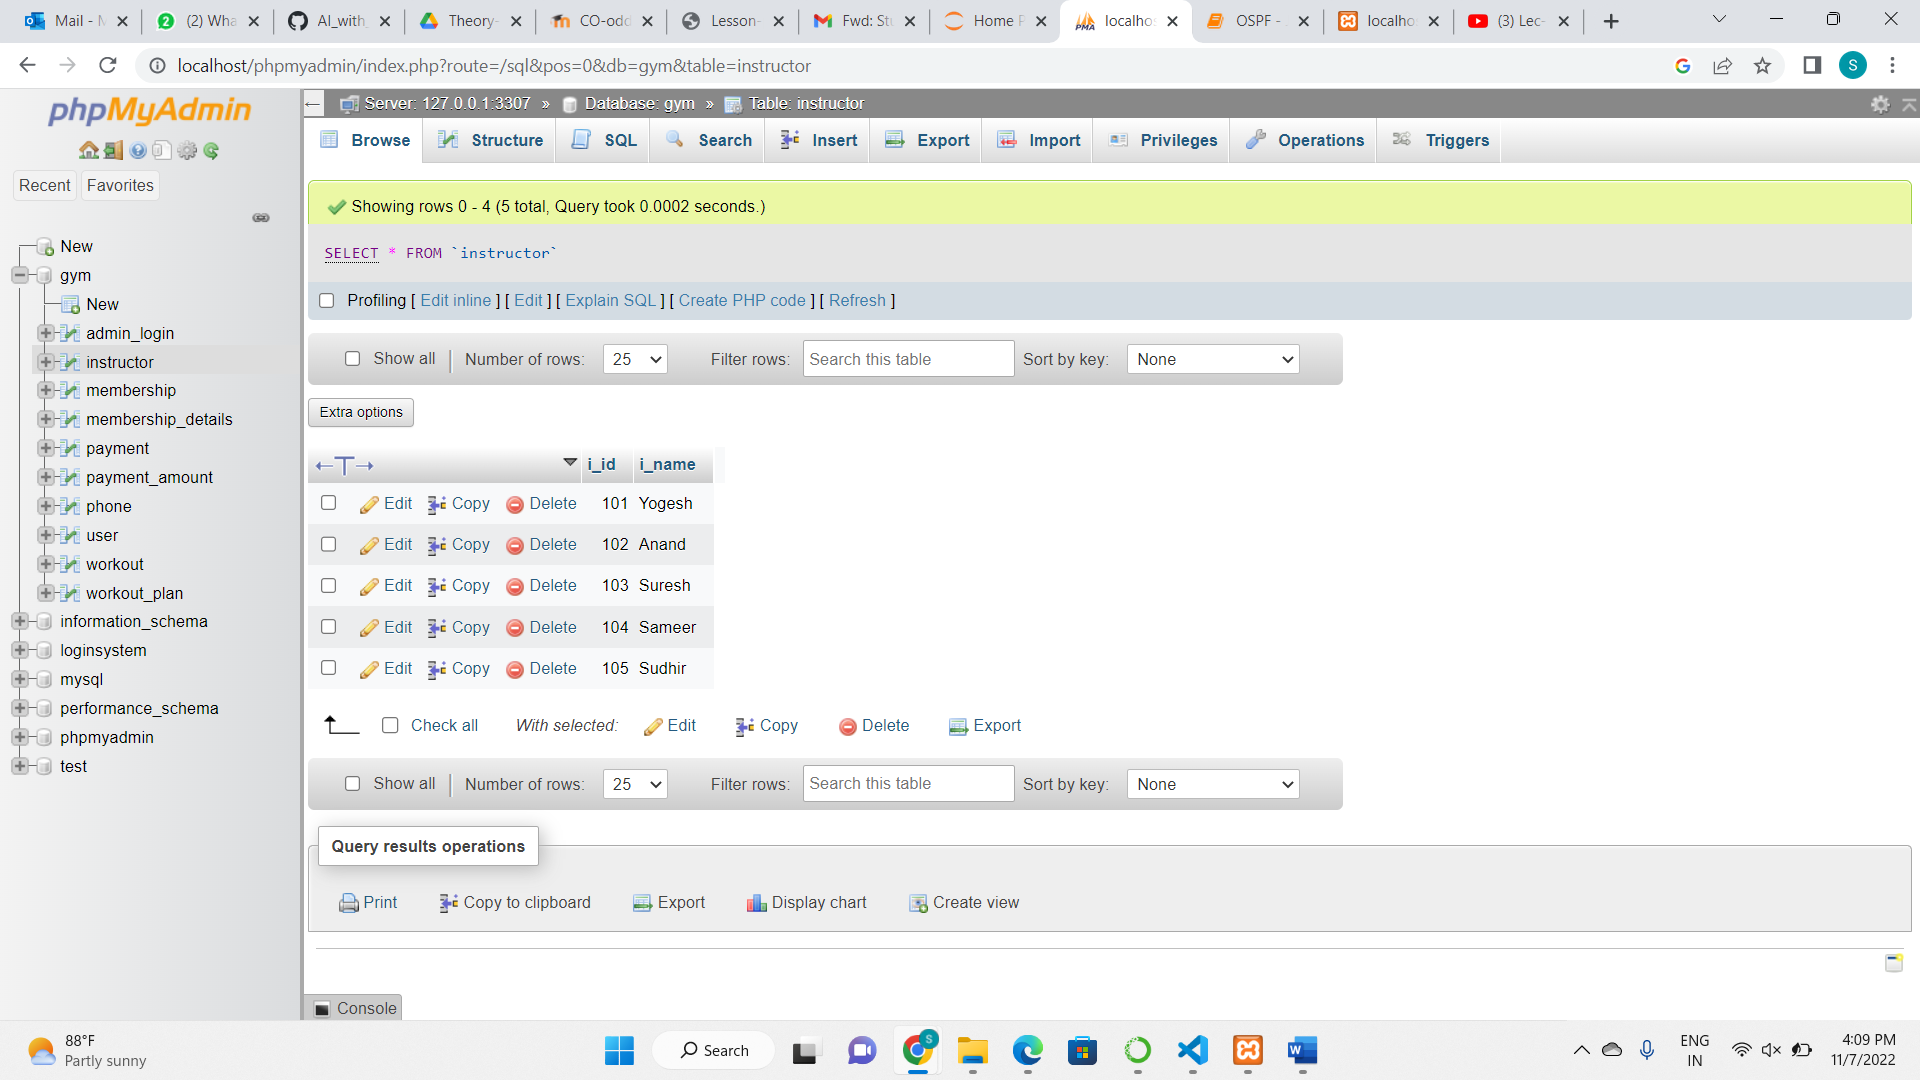 Mail - M
(2) Wha
AI_with_
Theory-
CO-odd
Lesson-
Fwd: Stu
Home P
localhos
OSPF - 
localhos
(3) Lec-
localhost/phpmyadmin/index.php?route=/sql&pos=0&db=gym&table=instructor
S
phpMyAdmin
Recent Favorites
New
gym
New
admin_login
instructor
membership
membership_details
payment
payment_amount
phone
user
workout
workout_plan
information_schema
loginsystem
mysql
performance_schema
phpmyadmin
test
Server: 127.0.0.1:3307 » Database: gym » Table: instructor
Browse Structure SQL Search Insert Export Import Privileges Operations Triggers
Showing rows 0 - 4 (5 total, Query took 0.0002 seconds.)
SELECT * FROM `instructor`
Profiling [ Edit inline ] [ Edit ] [ Explain SQL ] [ Create PHP code ] [ Refresh ]
Show all Number of rows: 25 Filter rows: Search this table Sort by key: None
Extra options
←T→ i_id i_name
Edit Copy Delete 101 Yogesh
Edit Copy Delete 102 Anand
Edit Copy Delete 103 Suresh
Edit Copy Delete 104 Sameer
Edit Copy Delete 105 Sudhir
Check all With selected: Edit Copy Delete Export
Show all Number of rows: 25 Filter rows: Search this table Sort by key: None
Query results operations
Print Copy to clipboard Export Display chart Create view
Console
88°F
Partly sunny
Search
S
ENG
IN
4:09 PM
11/7/2022